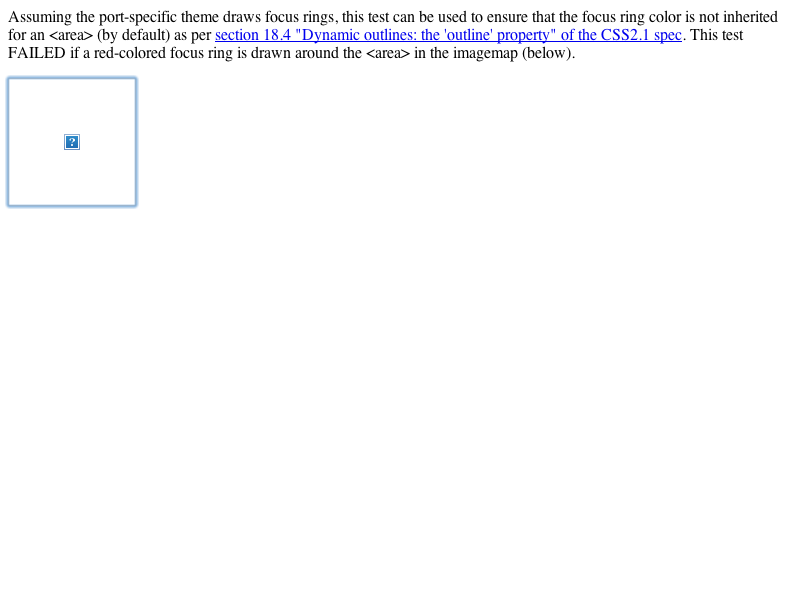 Assuming the port-specific theme draws focus rings, this test can be used to ensure that the focus ring color is not inherited
for an <area> (by default) as per section 18.4 "Dynamic outlines: the 'outline' property" of the CSS2.1 spec. This test
FAILED if a red-colored focus ring is drawn around the <area> in the imagemap (below).
?